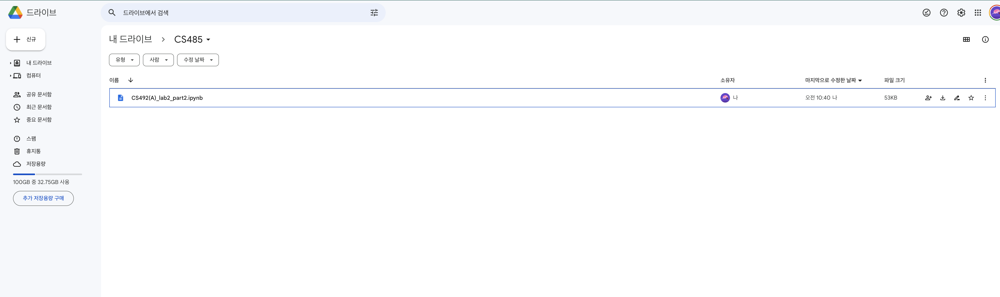 드라이브
드라이브에서 검색
신규
내 드라이브
컴퓨터
공유 문서함
최근 문서함
중요 문서함
스팸
휴지통
저장용량
100GB 중 32.75GB 사용
추가 저장용량 구매
내 드라이브 > CS485
유형 사람 수정 날짜
이름 소유자 마지막으로 수정한 날짜 파일 크기
CS492(A)_lab2_part2.ipynb 나 오전 10:40 나 53KB